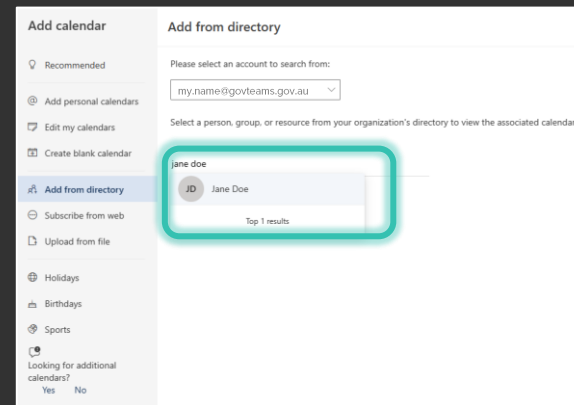 Add calendar
Recommended
Add personal calendars
Edit my calendars
Create blank calendar
Add from directory
Subscribe from web
Upload from file
Holidays
Birthdays
Sports
Looking for additional
calendars?
Yes No
Add from directory
Please select an account to search from:
my.name@govteams.gov.au
Select a person, group, or resource from your organization's directory to view the associated calendar
jane doe
JD Jane Doe
Top 1 results